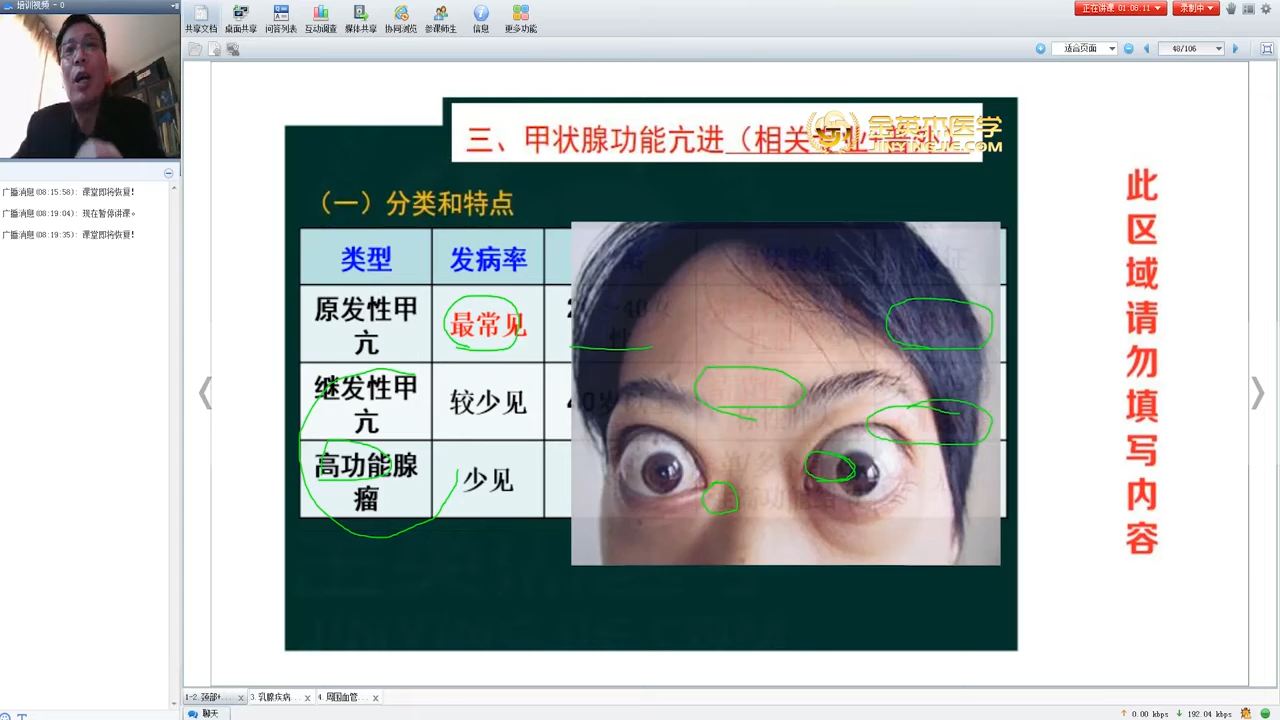 培训视频 - 0
共享文档 桌面共享 问答列表 互动调查 媒体共享 协同浏览 参课师生 信息 更多功能
正在讲课 01:08:11 录制中
适合页面 48/106
广播消息(08:15:58): 课堂即将恢复!
广播消息(08:19:04): 现在暂停讲课。
广播消息(08:19:35): 课堂即将恢复!
三、甲状腺功能亢进(相关
金英杰医学
JINYINGJIE.COM
(一)分类和特点
类型 发病率
原发性甲亢 最常见
继发性甲亢 较少见
高功能腺瘤 少见
此区域请勿填写内容
1-2. 颈部+... 3. 乳腺疾病... 4. 周围血管...
聊天
0.00 kbps 192.04 kbps